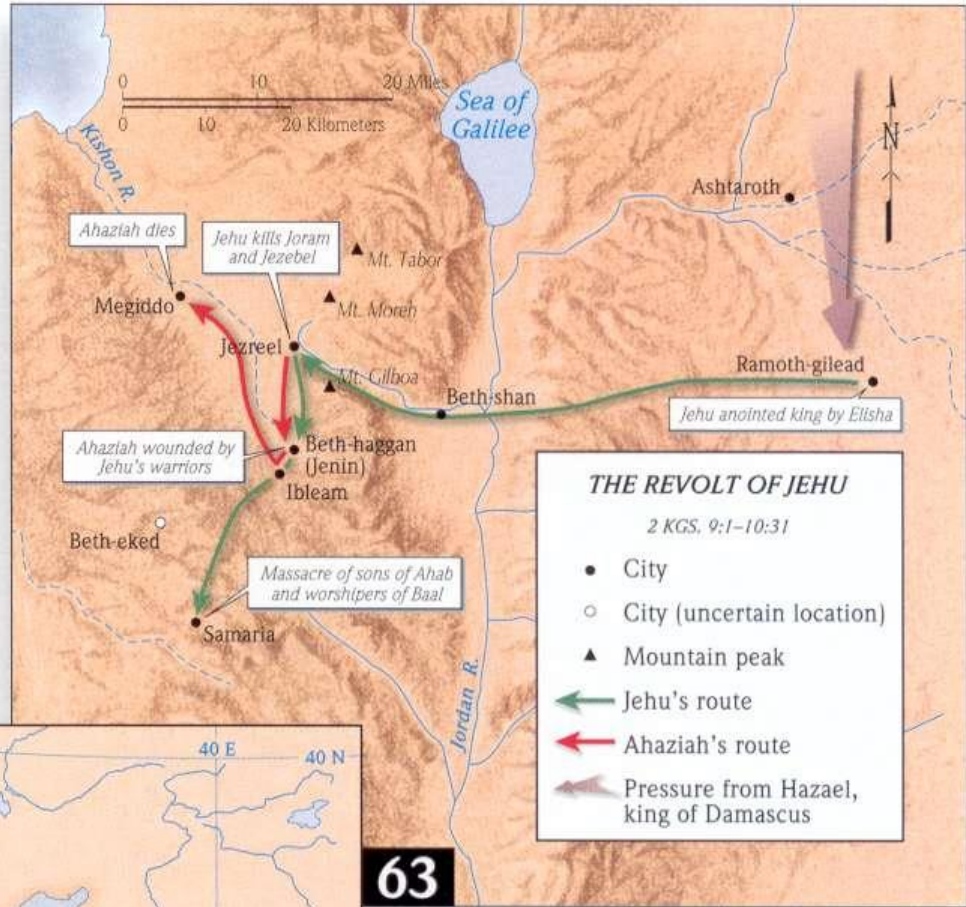 0 10 20 Miles
0 10 20 Kilometers
Sea of
Galilee
Kishon R.
N
Ashtaroth
Ahaziah dies
Jehu kills Joram
and Jezebel
Mt. Tabor
Megiddo
Mt. Moreh
Jezreel
Mt. Gilboa
Ramoth-gilead
Beth-shan
Jehu anointed king by Elisha
Ahaziah wounded by
Jehu's warriors
Beth-haggan
(Jenin)
Ibleam
Beth-eked
Massacre of sons of Ahab
and worshipers of Baal
Samaria
Jordan R.
THE REVOLT OF JEHU
2 KGS. 9:1–10:31
City
City (uncertain location)
Mountain peak
Jehu's route
Ahaziah's route
Pressure from Hazael,
king of Damascus
40 E 40 N
63